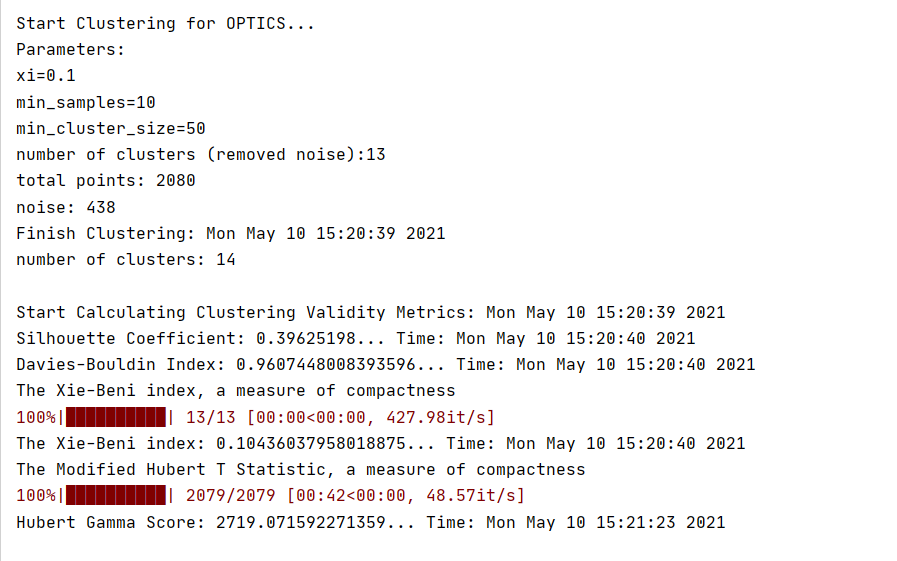 Start Clustering for OPTICS...
Parameters:
xi=0.1
min_samples=10
min_cluster_size=50
number of clusters (removed noise):13
total points: 2080
noise: 438
Finish Clustering: Mon May 10 15:20:39 2021
number of clusters: 14
Start Calculating Clustering Validity Metrics: Mon May 10 15:20:39 2021
Silhouette Coefficient: 0.39625198... Time: Mon May 10 15:20:40 2021
Davies-Bouldin Index: 0.9607448008393596... Time: Mon May 10 15:20:40 2021
The Xie-Beni index, a measure of compactness
100%|██████████| 13/13 [00:00<00:00, 427.98it/s]
The Xie-Beni index: 0.10436037958018875... Time: Mon May 10 15:20:40 2021
The Modified Hubert T Statistic, a measure of compactness
100%|██████████| 2079/2079 [00:42<00:00, 48.57it/s]
Hubert Gamma Score: 2719.071592271359... Time: Mon May 10 15:21:23 2021